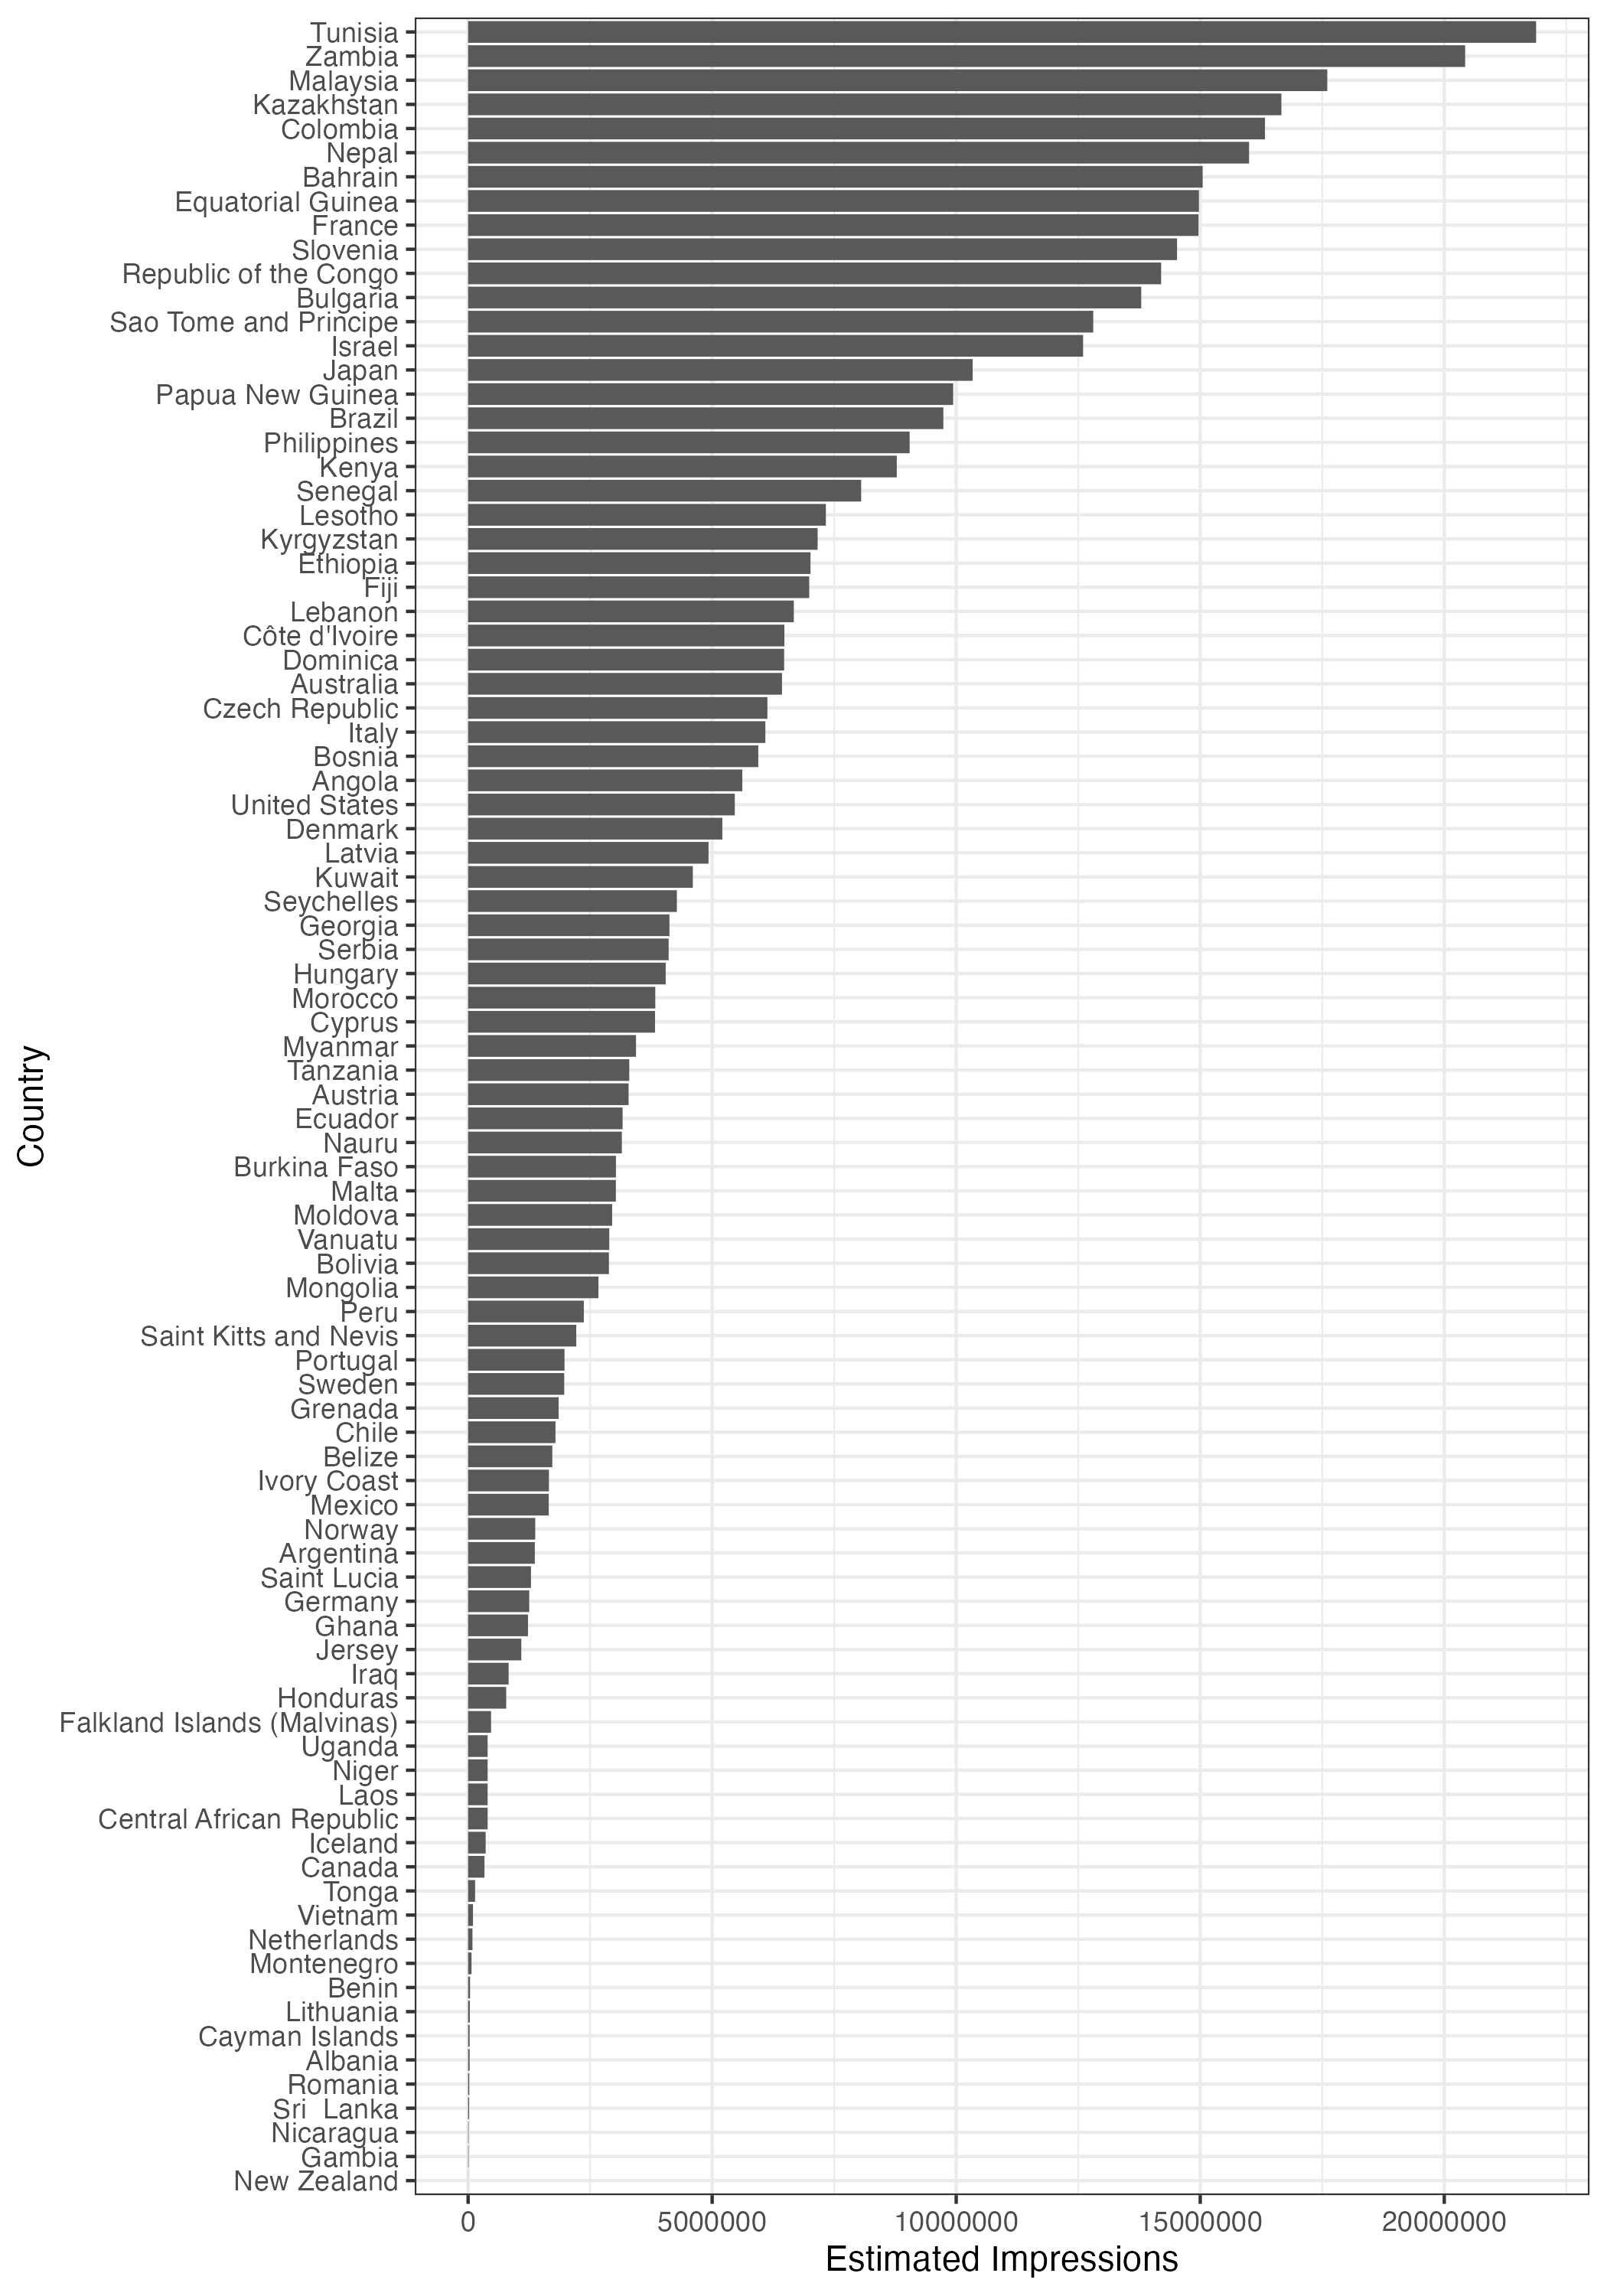 Tunisia
Zambia
Malaysia
Kazakhstan
Colombia
Nepal
Bahrain
Equatorial Guinea
France
Slovenia
Republic of the Congo
Bulgaria
Sao Tome and Principe
Israel
Japan
Papua New Guinea
Brazil
Philippines
Kenya
Senegal
Lesotho
Kyrgyzstan
Ethiopia
Fiji
Lebanon
Côte d'Ivoire
Dominica
Australia
Czech Republic
Italy
Bosnia
Angola
United States
Denmark
Latvia
Kuwait
Seychelles
Georgia
Serbia
Hungary
Morocco
Cyprus
Myanmar
Tanzania
Austria
Ecuador
Nauru
Burkina Faso
Malta
Moldova
Vanuatu
Bolivia
Mongolia
Peru
Saint Kitts and Nevis
Portugal
Sweden
Grenada
Chile
Belize
Ivory Coast
Mexico
Norway
Argentina
Saint Lucia
Germany
Ghana
Jersey
Iraq
Honduras
Falkland Islands (Malvinas)
Uganda
Niger
Laos
Central African Republic
Iceland
Canada
Tonga
Vietnam
Netherlands
Montenegro
Benin
Lithuania
Cayman Islands
Albania
Romania
Sri  Lanka
Nicaragua
Gambia
New Zealand
Country
0 5000000 10000000 15000000 20000000
Estimated Impressions